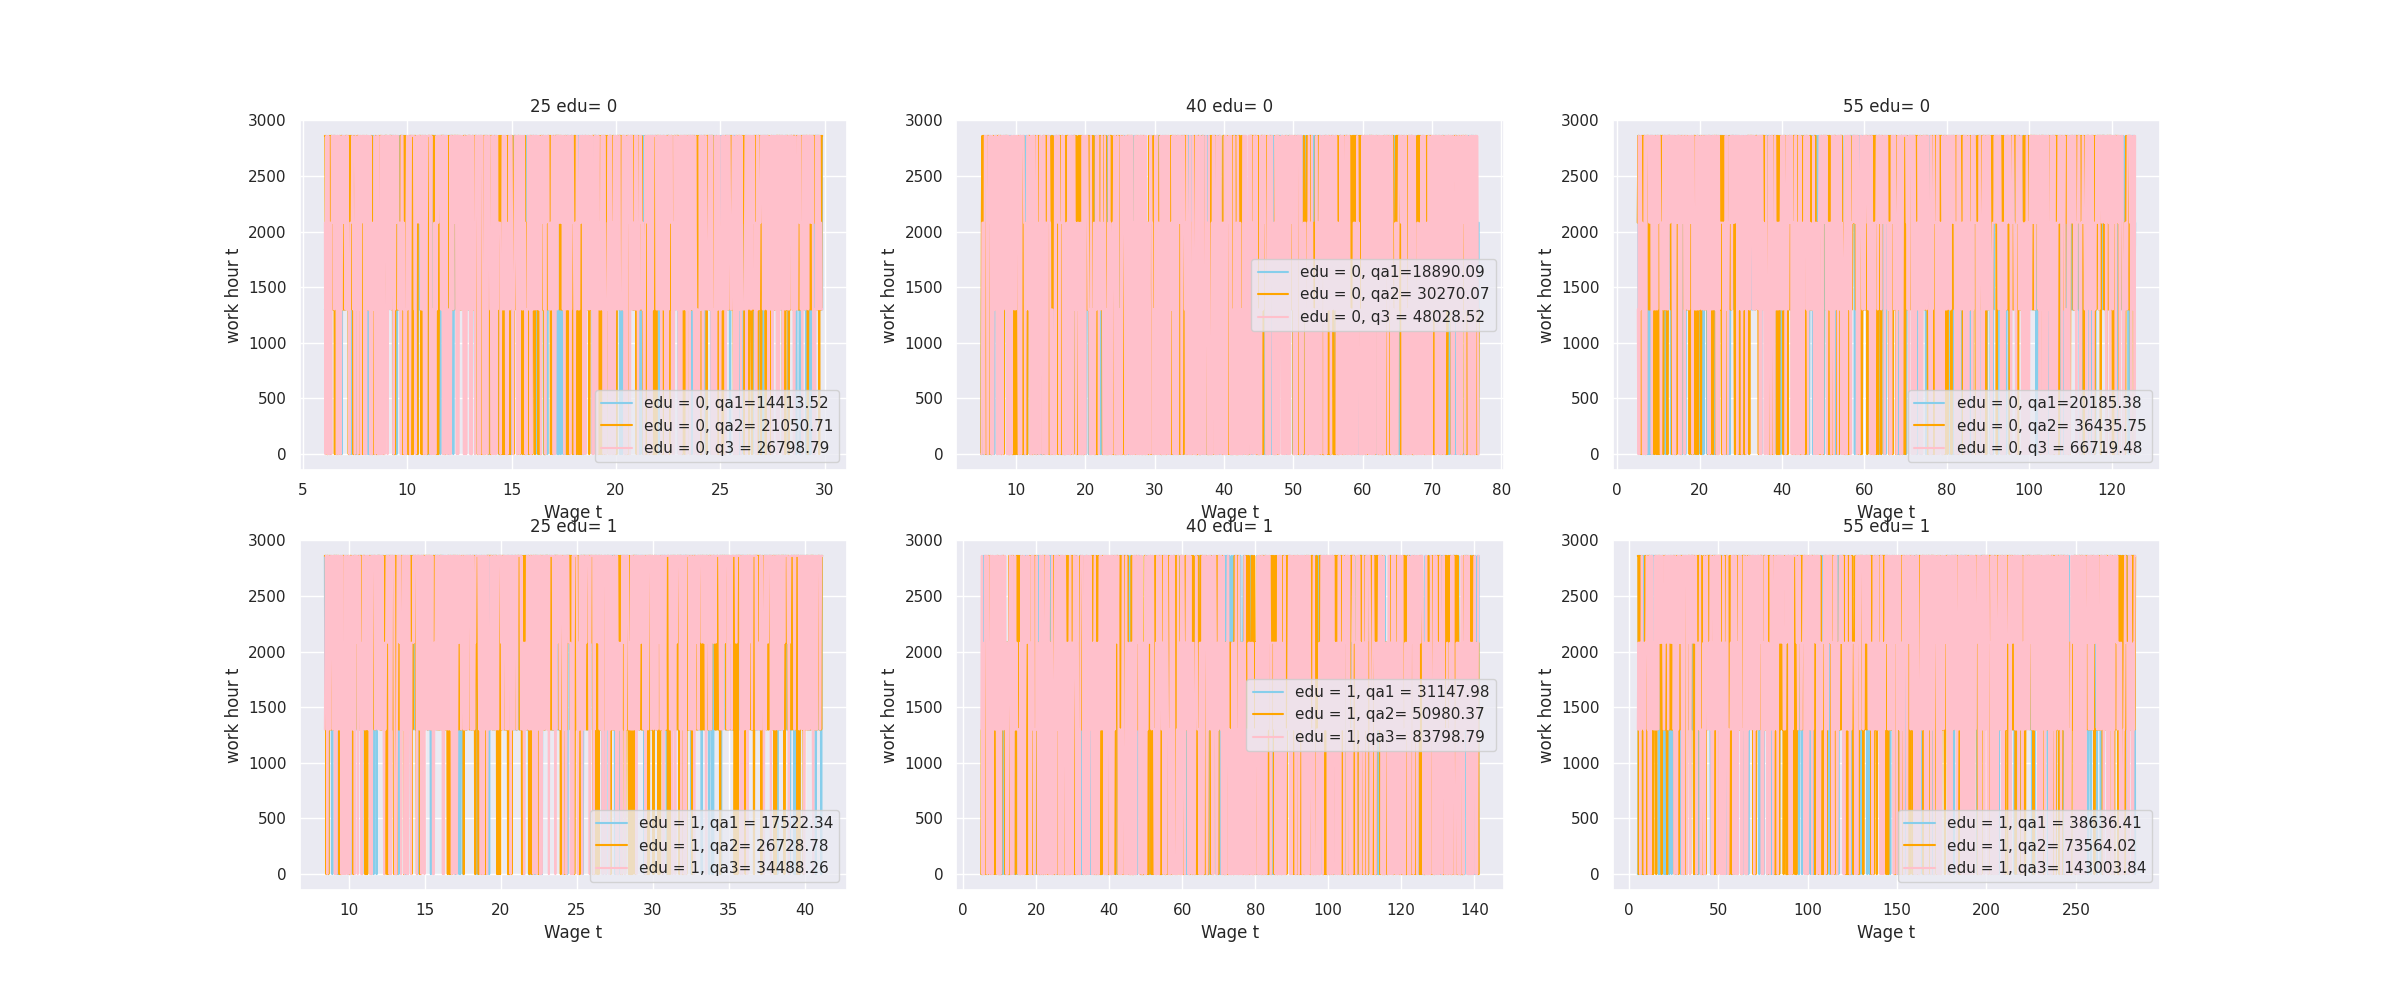 25 edu= 0
3000
2500
2000
1500
1000
500
0
work hour t
edu = 0, qa1=14413.52
edu = 0, qa2= 21050.71
edu = 0, q3 = 26798.79
5 10 15 20 25 30
Wage t
40 edu= 0
3000
2500
2000
1500
1000
500
0
work hour t
edu = 0, qa1=18890.09
edu = 0, qa2= 30270.07
edu = 0, q3 = 48028.52
10 20 30 40 50 60 70 80
Wage t
55 edu= 0
3000
2500
2000
1500
1000
500
0
work hour t
edu = 0, qa1=20185.38
edu = 0, qa2= 36435.75
edu = 0, q3 = 66719.48
0 20 40 60 80 100 120
Wage t
25 edu= 1
3000
2500
2000
1500
1000
500
0
work hour t
edu = 1, qa1 = 17522.34
edu = 1, qa2= 26728.78
edu = 1, qa3= 34488.26
10 15 20 25 30 35 40
Wage t
40 edu= 1
3000
2500
2000
1500
1000
500
0
work hour t
edu = 1, qa1 = 31147.98
edu = 1, qa2= 50980.37
edu = 1, qa3= 83798.79
0 20 40 60 80 100 120 140
Wage t
55 edu= 1
3000
2500
2000
1500
1000
500
0
work hour t
edu = 1, qa1 = 38636.41
edu = 1, qa2= 73564.02
edu = 1, qa3= 143003.84
0 50 100 150 200 250
Wage t